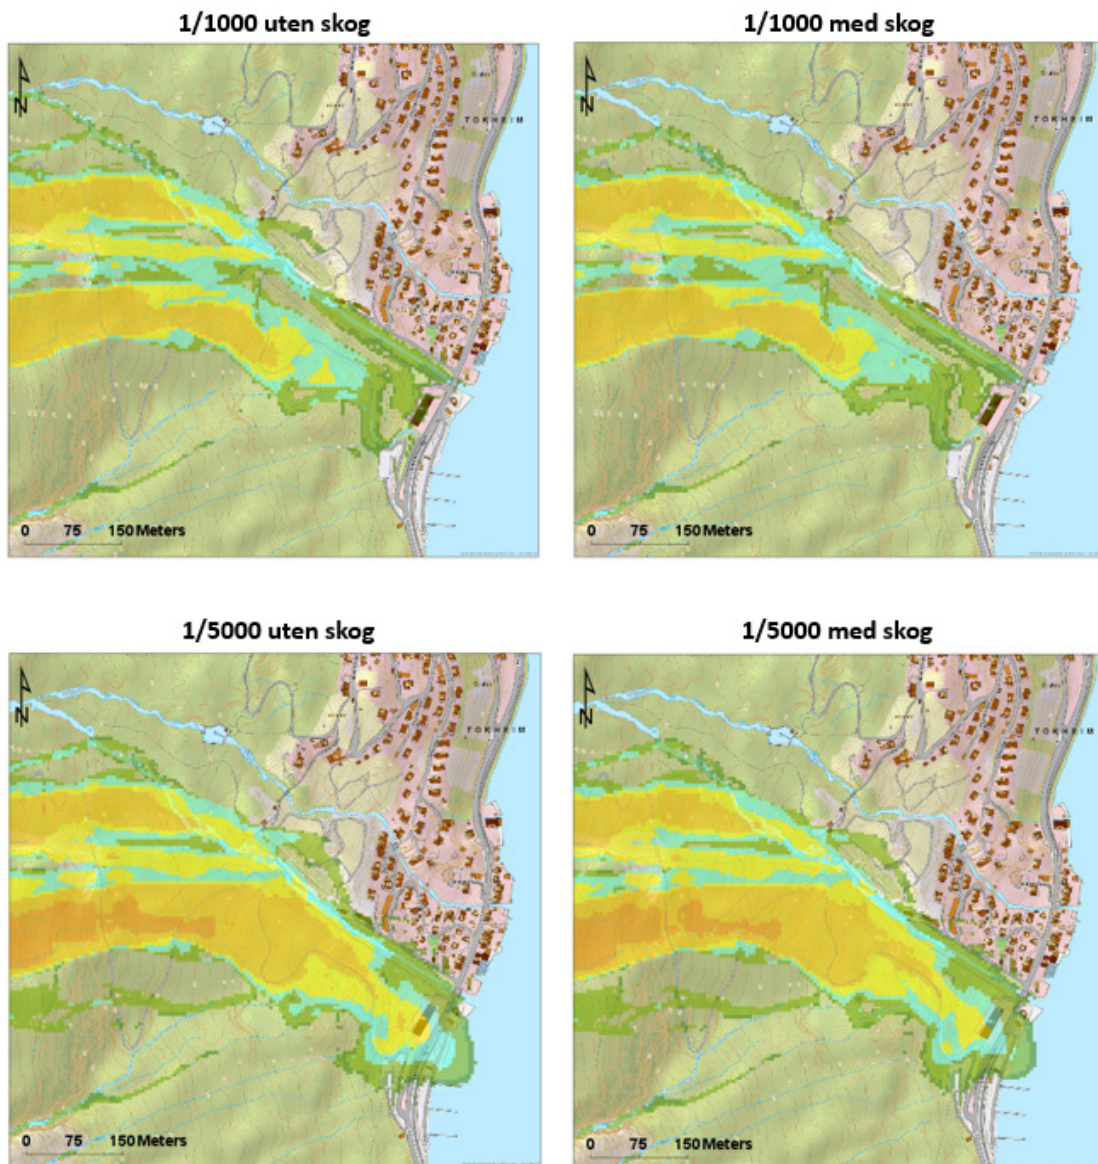 1/1000 uten skog
1/1000 med skog
N
TOKHEIM
0 75 150 Meters
N
TOKHEIM
0 75 150 Meters
1/5000 uten skog
1/5000 med skog
N
TOKHEIM
0 75 150 Meters
N
TOKHEIM
0 75 150 Meters